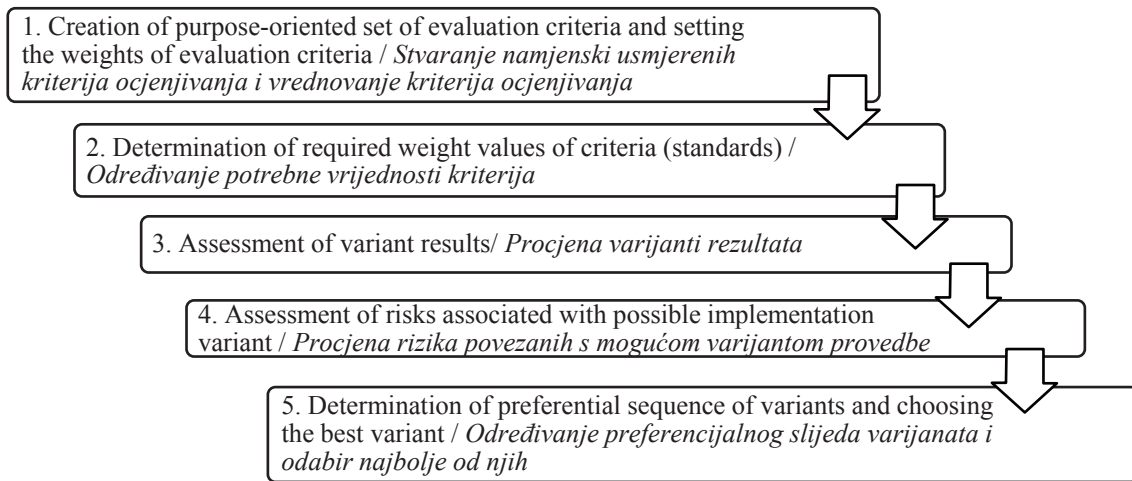 1. Creation of purpose-oriented set of evaluation criteria and setting
the weights of evaluation criteria / Stvaranje namjenski usmjerenih
kriterija ocjenjivanja i vrednovanje kriterija ocjenjivanja
2. Determination of required weight values of criteria (standards) /
Određivanje potrebne vrijednosti kriterija
3. Assessment of variant results/ Procjena varijanti rezultata
4. Assessment of risks associated with possible implementation
variant / Procjena rizika povezanih s mogućom varijantom provedbe
5. Determination of preferential sequence of variants and choosing
the best variant / Određivanje preferencijalnog slijeda varijanata i
odabir najbolje od njih